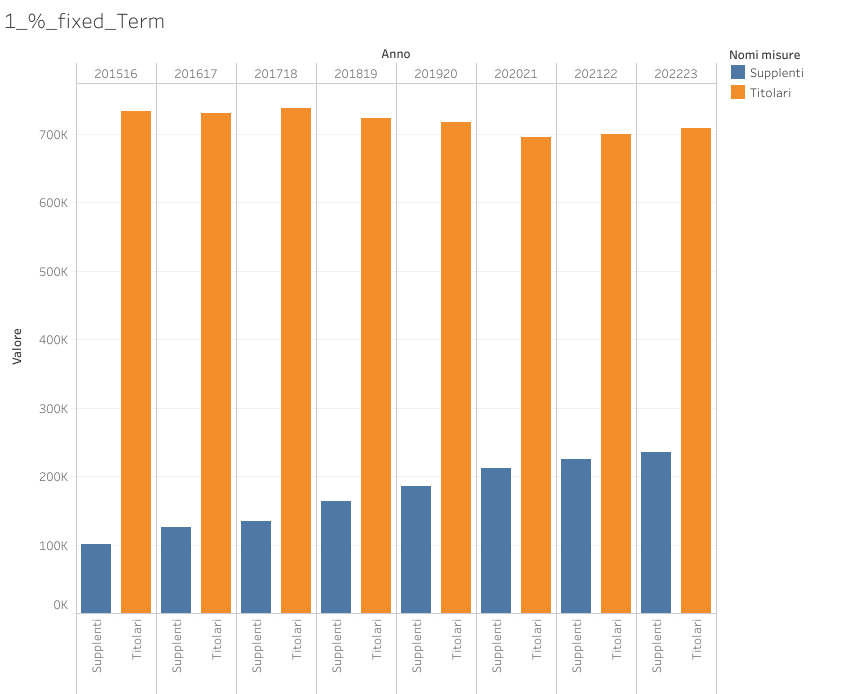 1_%_fixed_Term
Anno
201516 201617 201718 201819 201920 202021 202122 202223
Nomi misure
Supplenti
Titolari
Valore
700K
600K
500K
400K
300K
200K
100K
0K
Supplenti Titolari Supplenti Titolari Supplenti Titolari Supplenti Titolari Supplenti Titolari Supplenti Titolari Supplenti Titolari Supplenti Titolari